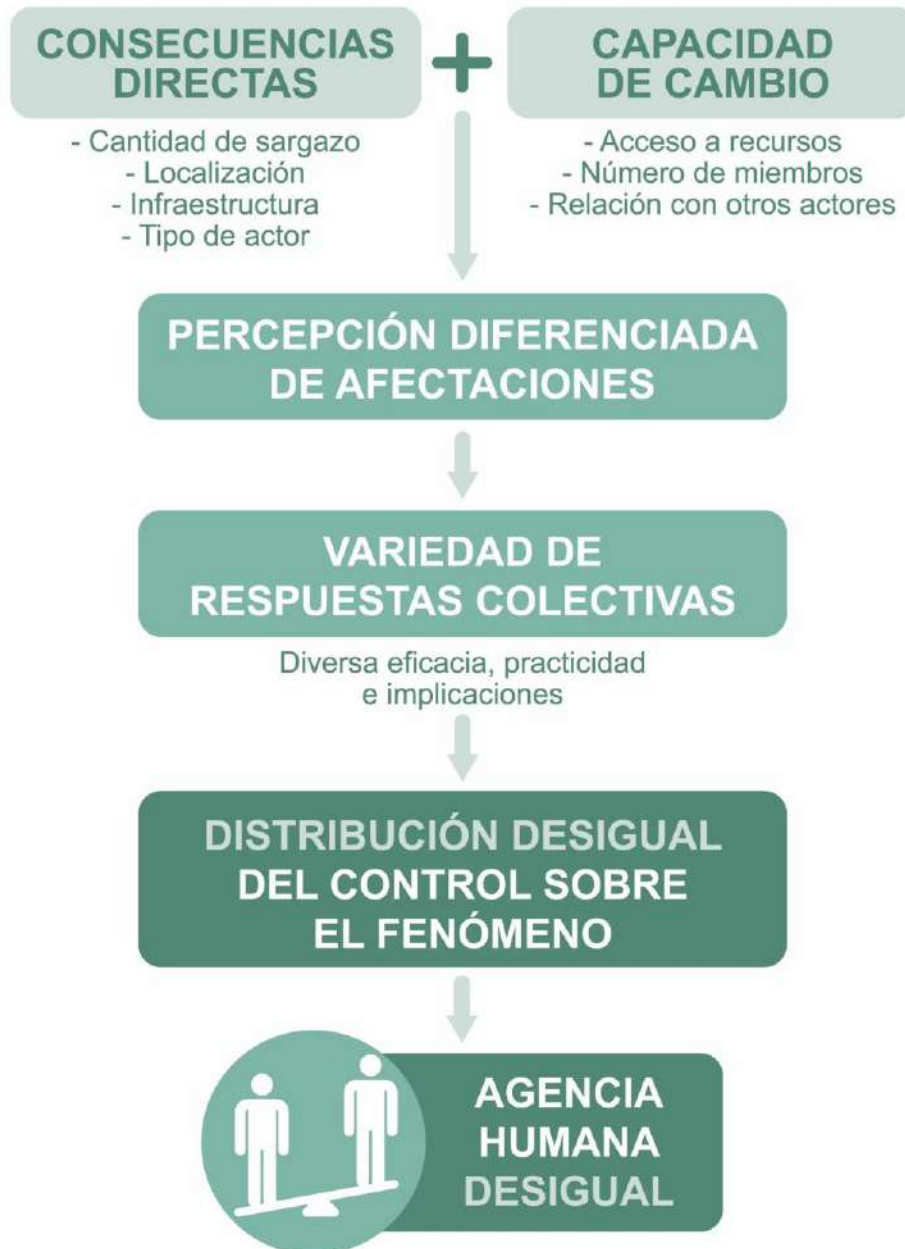 CONSECUENCIAS
DIRECTAS
+
CAPACIDAD
DE CAMBIO
- Cantidad de sargazo
- Localización
- Infraestructura
- Tipo de actor
- Acceso a recursos
- Número de miembros
- Relación con otros actores
PERCEPCIÓN DIFERENCIADA
DE AFECTACIONES
VARIEDAD DE
RESPUESTAS COLECTIVAS
Diversa eficacia, practicidad
e implicaciones
DISTRIBUCIÓN DESIGUAL
DEL CONTROL SOBRE
EL FENÓMENO
AGENCIA
HUMANA
DESIGUAL